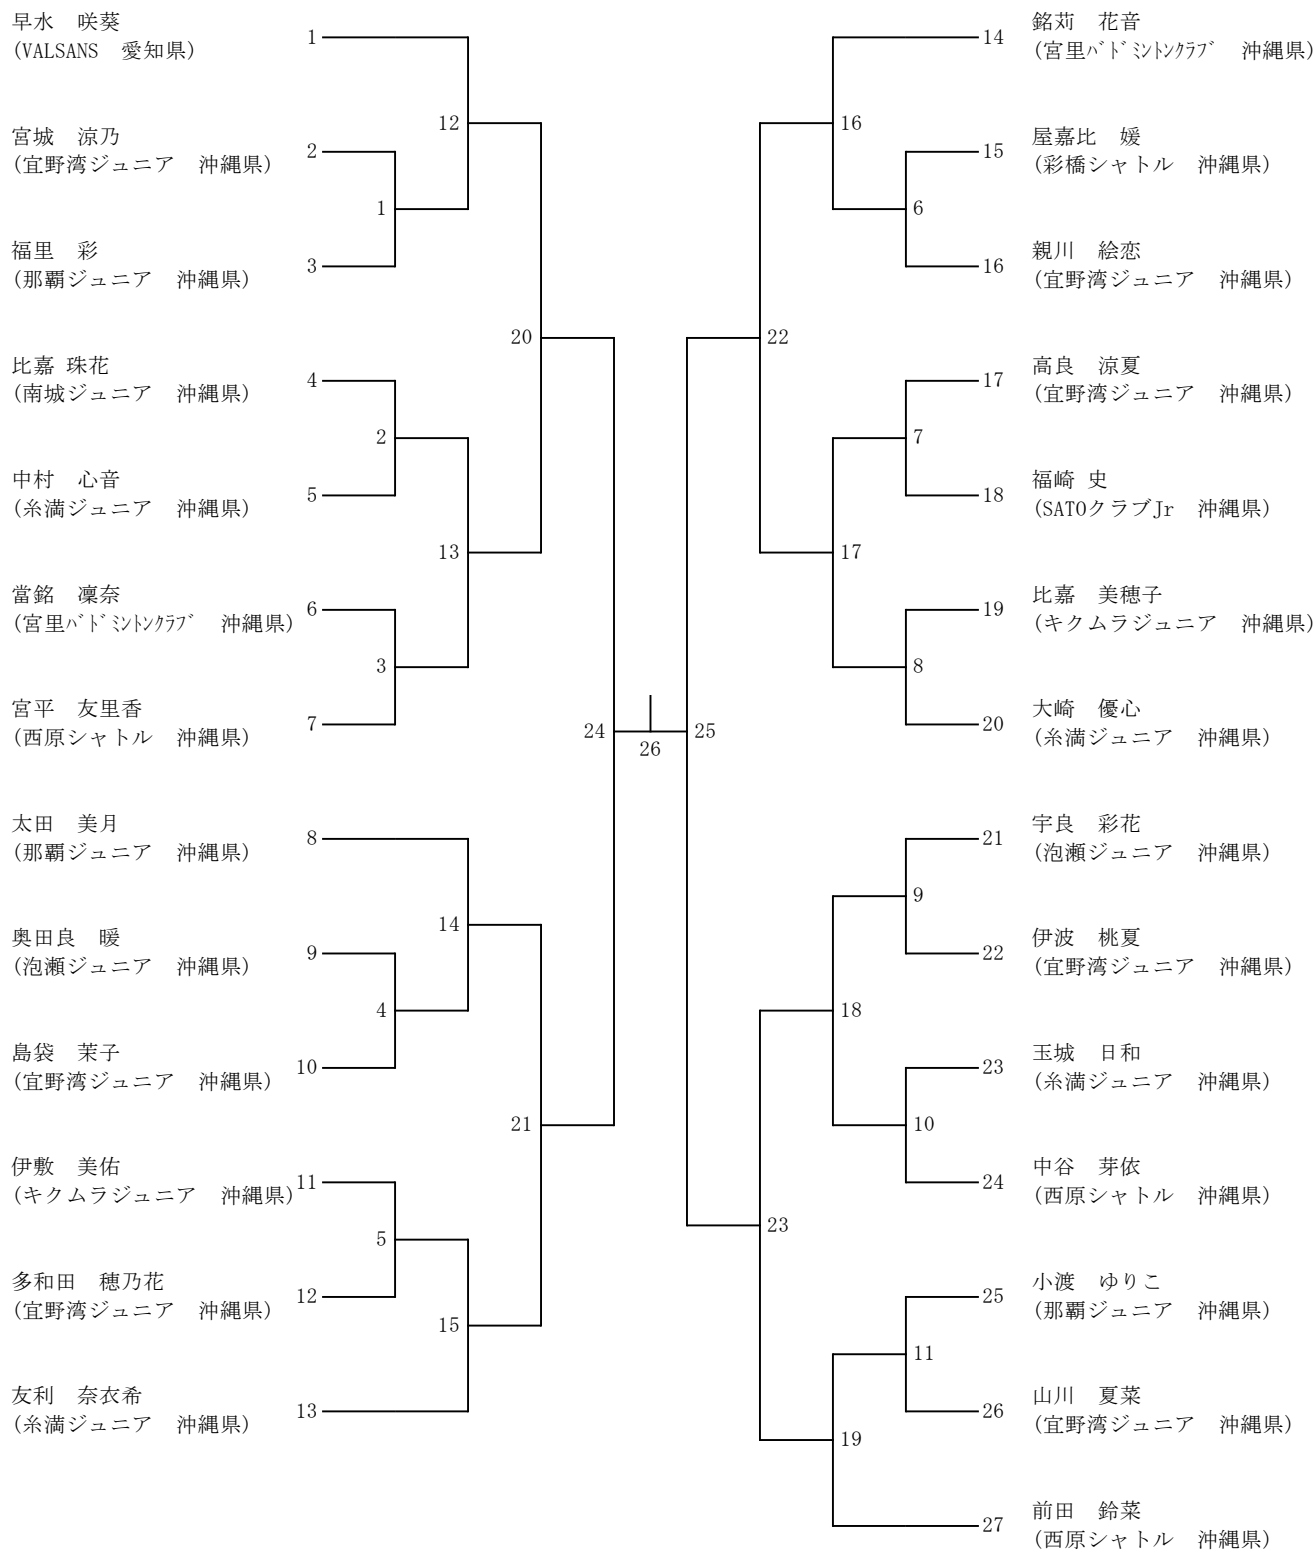 早水　咲葵
(VALSANS　愛知県)
1
宮城　涼乃
(宜野湾ジュニア　沖縄県)
2
福里　彩
(那覇ジュニア　沖縄県)
3
比嘉 珠花
(南城ジュニア　沖縄県)
4
中村　心音
(糸満ジュニア　沖縄県)
5
當銘　凜奈
(宮里ﾊﾞﾄﾞﾐﾝﾄﾝｸﾗﾌﾞ　沖縄県)
6
宮平　友里香
(西原シャトル　沖縄県)
7
太田　美月
(那覇ジュニア　沖縄県)
8
奥田良　暖
(泡瀬ジュニア　沖縄県)
9
島袋　茉子
(宜野湾ジュニア　沖縄県)
10
伊敷　美佑
(キクムラジュニア　沖縄県)
11
多和田　穂乃花
(宜野湾ジュニア　沖縄県)
12
友利　奈衣希
(糸満ジュニア　沖縄県)
13
1
2
3
4
5
12
13
14
15
20
21
24
26
25
22
23
16
17
18
19
6
7
8
9
10
11
14
銘苅　花音
(宮里ﾊﾞﾄﾞﾐﾝﾄﾝｸﾗﾌﾞ　沖縄県)
15
屋嘉比　媛
(彩橋シャトル　沖縄県)
16
親川　絵恋
(宜野湾ジュニア　沖縄県)
17
高良　涼夏
(宜野湾ジュニア　沖縄県)
18
福崎 史
(SATOクラブJr　沖縄県)
19
比嘉　美穂子
(キクムラジュニア　沖縄県)
20
大崎　優心
(糸満ジュニア　沖縄県)
21
宇良　彩花
(泡瀬ジュニア　沖縄県)
22
伊波　桃夏
(宜野湾ジュニア　沖縄県)
23
玉城　日和
(糸満ジュニア　沖縄県)
24
中谷　芽依
(西原シャトル　沖縄県)
25
小渡　ゆりこ
(那覇ジュニア　沖縄県)
26
山川　夏菜
(宜野湾ジュニア　沖縄県)
27
前田　鈴菜
(西原シャトル　沖縄県)